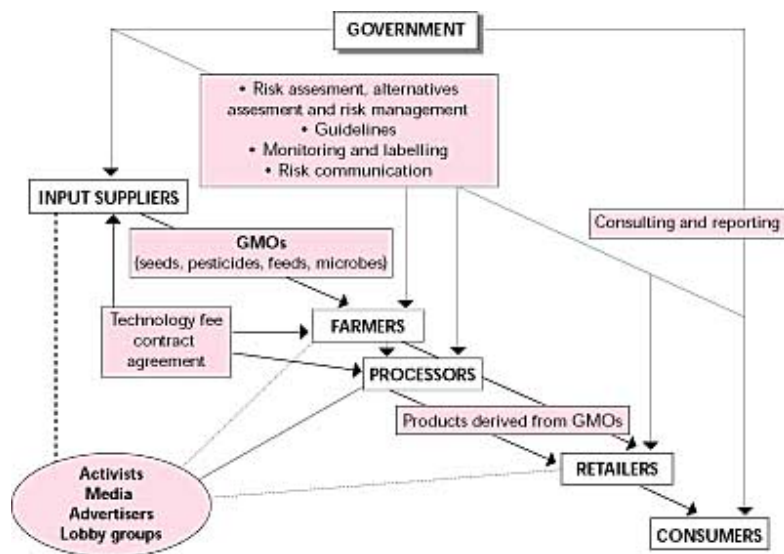 GOVERNMENT
• Risk assesment, alternatives
assesment and risk management
• Guidelines
• Monitoring and labelling
• Risk communication
INPUT SUPPLIERS
Consulting and reporting
GMOs
(seeds, pesticides, feeds, microbes)
Technology fee
contract
agreement
FARMERS
PROCESSORS
Products derived from GMOs
RETAILERS
Activists
Media
Advertisers
Lobby groups
CONSUMERS